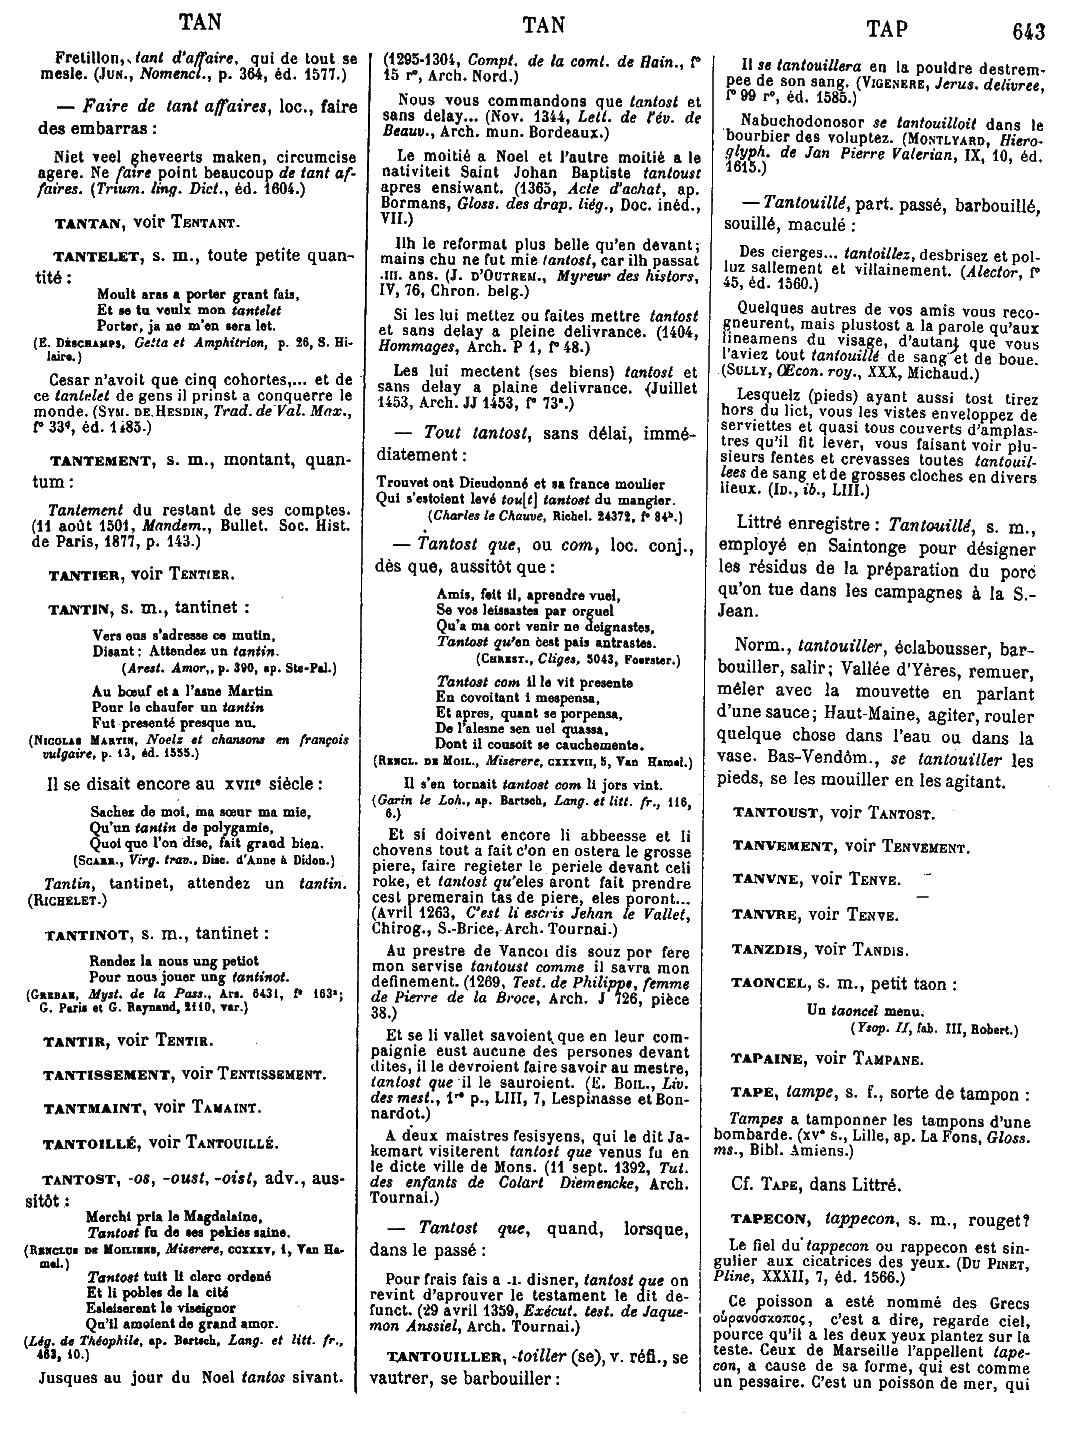 TAN TAN TAP 643
Fretillon, tant d'affaire, qui de tout se
mesle. (JUN., Nomencl., p. 364, éd. 1577.)
— Faire de tant affaires, loc., faire
des embarras :
Niet veel gheveerts maken, circumcise
agere. Ne faire point beaucoup de tant af-
faires. (Trium. ling. Dict., éd. 1604.)
TANTAN, voir TENTANT.
TANTELET, s. m., toute petite quan-
tité :
Moult aras a porter grant fais,
Et se tu veulx mon tantelet
Porter, ja ne m'en sera let.
(E. DESCHAMPS, Getta et Amphitrion, p. 26, S. Hi-
laire.)
Cesar n'avoit que cinq cohortes,... et de
ce tantelet de gens il prinst a conquerre le
monde. (SYM. DE HESDIN, Trad. de Val. Max.,
f° 33ᵈ, éd. 1485.)
TANTEMENT, s. m., montant, quan-
tum :
Tantement du restant de ses comptes.
(11 août 1501, Mandem., Bullet. Soc. Hist.
de Paris, 1877, p. 143.)
TANTIER, voir TENTIER.
TANTIN, s. m., tantinet :
Vers eus s'adresse ce mutin,
Disant : Attendez un tantin.
(Arest. Amor., p. 390, ap. Ste-Pal.)
Au bœuf et a l'asne Martin
Pour le chaufer un tantin
Fut presenté presque nu.
(NICOLAS MARTIN, Noelz et chansons en françois
vulgaire, p. 13, éd. 1555.)
Il se disait encore au XVIIᵉ siècle :
Sachez de moi, ma sœur ma mie,
Qu'un tantin de polygamie,
Quoi que l'on dise, fait grand bien.
(SCARR., Virg. trav., Disc. d'Anne à Didon.)
Tantin, tantinet, attendez un tantin.
(RICHELET.)
TANTINOT, s. m., tantinet :
Rendez la nous ung petiot
Pour nous jouer ung tantinot.
(GREBAN, Myst. de la Pass., Ars. 6431, f° 163ᵃ;
G. Paris et G. Raynaud, 2110, var.)
TANTIR, voir TENTIR.
TANTISSEMENT, voir TENTISSEMENT.
TANTMAINT, voir TAMAINT.
TANTOILLÉ, voir TANTOUILLÉ.
TANTOST, -os, -oust, -oist, adv., aus-
sitôt :
Merchi pria le Magdalaine,
Tantost fu de ses pekies saine.
(RENCLUS DE MOILIENS, Miserere, CCXXXV, 1, Van Ha-
mel.)
Tantost tuit li clerc ordené
Et li pobles de la cité
Esleiserent le viseignor
Qu'il amoient de grand amor.
(Lég. de Théophile, ap. Bartsch, Lang. et litt. fr.,
463, 10.)
Jusques au jour du Noel tantos sivant.
(1295-1304, Compt. de la comt. de Hain., f°
15 r°, Arch. Nord.)
Nous vous commandons que tantost et
sans delay... (Nov. 1344, Lett. de l'év. de
Beauv., Arch. mun. Bordeaux.)
Le moitié a Noel et l'autre moitié a le
nativiteit Saint Johan Baptiste tantoust
apres ensiwant. (1365, Acte d'achat, ap.
Bormans, Gloss. des drap. liég., Doc. inéd.,
VII.)
Ilh le reformat plus belle qu'en devant;
mains chu ne fut mie tantost, car ilh passat
.III. ans. (J. D'OUTREM., Myreur des histors,
IV, 76, Chron. belg.)
Si les lui mettez ou faites mettre tantost
et sans delay a pleine delivrance. (1404,
Hommages, Arch. P 1, f° 48.)
Les lui mectent (ses biens) tantost et
sans delay a plaine delivrance. (Juillet
1453, Arch. JJ 1453, f° 73ᵃ.)
— Tout tantost, sans délai, immé-
diatement :
Trouvet ont Dieudonné et sa france moulier
Qui s'estoient levé tou[t] tantost du mangier.
(Charles le Chauve, Richel. 24372, f° 84ᵇ.)
— Tantost que, ou com, loc. conj.,
dès que, aussitôt que :
Amis, feit il, aprendre vuel,
Se vos leissastes par orguel
Qu'a ma cort venir ne deignastes,
Tantost qu'en cest païs antrastes.
(CHREST., Cliges, 5043, Foerster.)
Tantost com il le vit presente
En covoitant i mespensa,
Et apres, quant se porpensa,
De l'alesne sen uel quassa,
Dont il cousoit se cauchemente.
(RENCL. DE MOIL., Miserere, CXXXVII, 5, Van Hamel.)
Il s'en tornait tantost com li jors vint.
(Garin le Loh., ap. Bartsch, Lang. et litt. fr., 116,
6.)
Et si doivent encore li abbeesse et li
chovens tout a fait c'on en ostera le grosse
piere, faire regieter le periele devant celi
roke, et tantost qu'eles aront fait prendre
cest premerain tas de piere, eles poront...
(Avril 1263, C'est li escris Jehan le Vallet,
Chirog., S.-Brice, Arch. Tournai.)
Au prestre de Vancoi dis souz por fere
mon servise tantoust comme il savra mon
definement. (1269, Test. de Philippe, femme
de Pierre de la Broce, Arch. J 726, pièce
38.)
Et se li vallet savoient que en leur com-
paignie eust aucune des persones devant
dites, il le devroient faire savoir au mestre,
tantost que il le sauroient. (E. BOIL., Liv.
des mest., 1ʳᵉ p., LIII, 7, Lespinasse et Bon-
nardot.)
A deux maistres fesisyens, qui le dit Ja-
kemart visiterent tantost que venus fu en
le dicte ville de Mons. (11 sept. 1392, Tut.
des enfants de Colart Diemencke, Arch.
Tournai.)
— Tantost que, quand, lorsque,
dans le passé :
Pour frais fais a .I. disner, tantost que on
revint d'aprouver le testament le dit de-
funct. (29 avril 1359, Exécut. test. de Jaque-
mon Anssiel, Arch. Tournai.)
TANTOUILLER, -toiller (se), v. réfl., se
vautrer, se barbouiller :
Il se tantouillera en la pouldre destrem-
pee de son sang. (VIGENERE, Jerus. delivree,
f° 99 r°, éd. 1585.)
Nabuchodonosor se tantouilloit dans le
bourbier des voluptez. (MONTLYARD, Hiero-
glyph. de Jan Pierre Valerian, IX, 10, éd.
1615.)
— Tantouillé, part. passé, barbouillé,
souillé, maculé :
Des cierges... tantoillez, desbrisez et pol-
luz sallement et villainement. (Alector, f°
45, éd. 1560.)
Quelques autres de vos amis vous reco-
gneurent, mais plustost a la parole qu'aux
lineamens du visage, d'autant que vous
l'aviez tout tantouillé de sang et de boue.
(SULLY, Œcon. roy., XXX, Michaud.)
Lesquelz (pieds) ayant aussi tost tirez
hors du lict, vous les vistes enveloppez de
serviettes et quasi tous couverts d'amplas-
tres qu'il fit lever, vous faisant voir plu-
sieurs fentes et crevasses toutes tantouil-
lees de sang et de grosses cloches en divers
lieux. (ID., ib., LIII.)
Littré enregistre : Tantouillé, s. m.,
employé en Saintonge pour désigner
les résidus de la préparation du porc
qu'on tue dans les campagnes à la S.-
Jean.
Norm., tantouiller, éclabousser, bar-
bouiller, salir; Vallée d'Yères, remuer,
mêler avec la mouvette en parlant
d'une sauce; Haut-Maine, agiter, rouler
quelque chose dans l'eau ou dans la
vase. Bas-Vendôm., se tantouiller les
pieds, se les mouiller en les agitant.
TANTOUST, voir TANTOST.
TANVEMENT, voir TENVEMENT.
TANVNE, voir TENVE.
TANVRE, voir TENVE.
TANZDIS, voir TANDIS.
TAONCEL, s. m., petit taon :
Un taoncel menu.
(Ysop. II, fab. III, Robert.)
TAPAINE, voir TAMPANE.
TAPE, tampe, s. f., sorte de tampon :
Tampes a tamponner les tampons d'une
bombarde. (XVᵉ s., Lille, ap. La Fons, Gloss.
ms., Bibl. Amiens.)
Cf. TAPE, dans Littré.
TAPECON, tappecon, s. m., rouget?
Le fiel du tappecon ou rappecon est sin-
gulier aux cicatrices des yeux. (DU PINET,
Pline, XXXII, 7, éd. 1566.)
Ce poisson a esté nommé des Grecs
οὐρανόσκοπος, c'est a dire, regarde ciel,
pource qu'il a les deux yeux plantez sur la
teste. Ceux de Marseille l'appellent tape-
con, a cause de sa forme, qui est comme
un pessaire. C'est un poisson de mer, qui